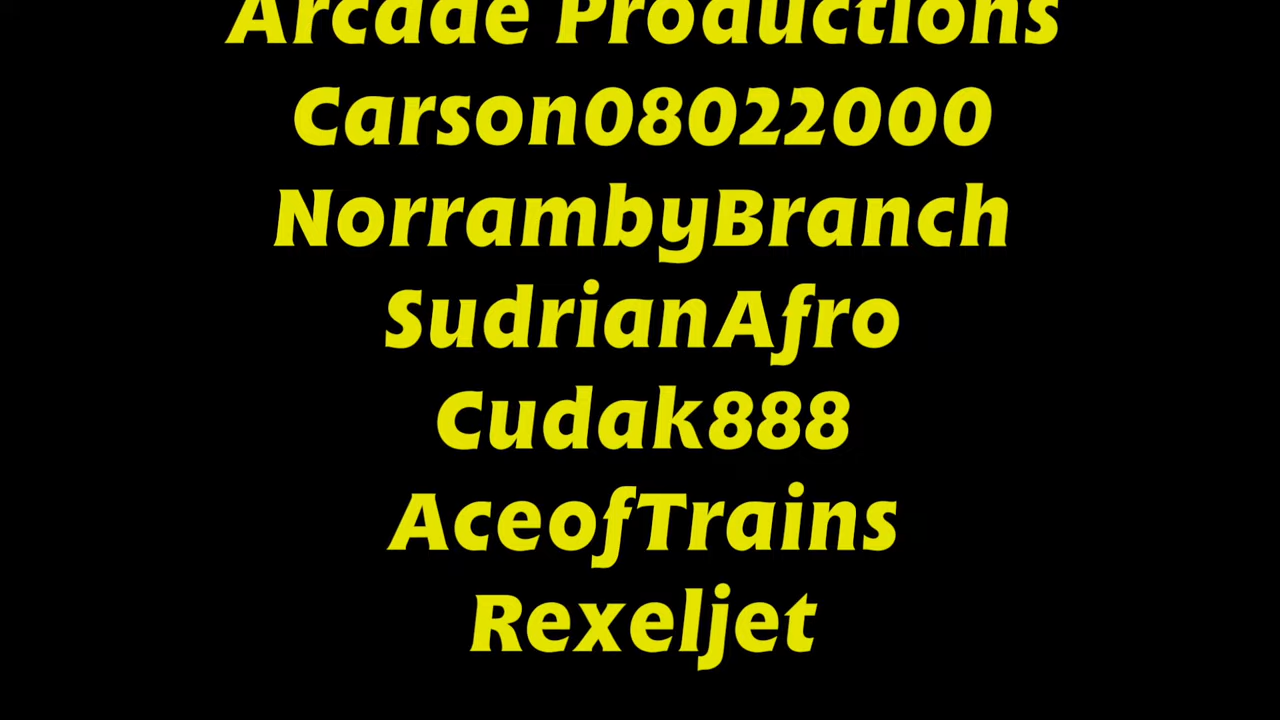 Arcade Productions
Carson08022000
NorrambyBranch
SudrianAfro
Cudak888
AceofTrains
Rexeljet